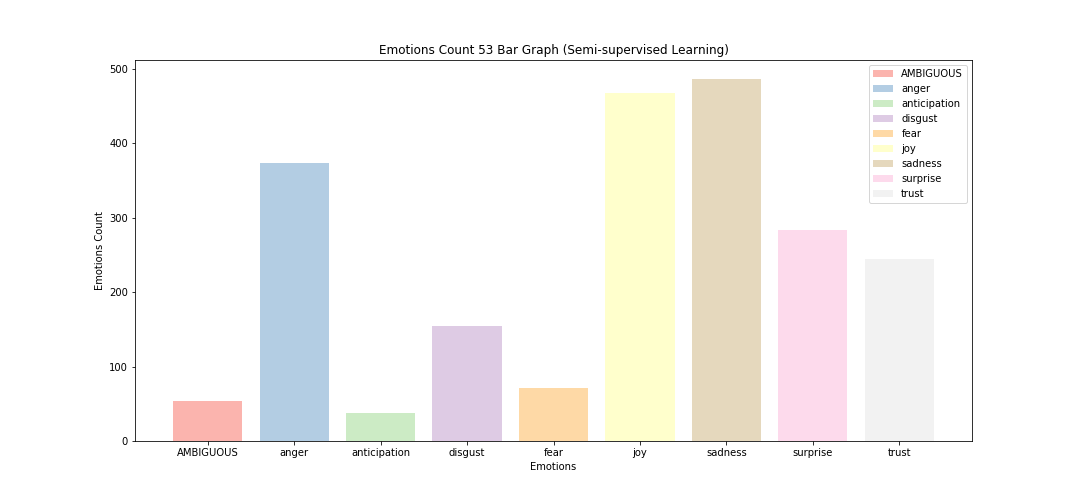 Emotions Count 53 Bar Graph (Semi-supervised Learning)
500
400
300
200
100
0
Emotions Count
AMBIGUOUS
anger
anticipation
disgust
fear
joy
sadness
surprise
trust
AMBIGUOUS anger anticipation disgust fear joy sadness surprise trust
Emotions